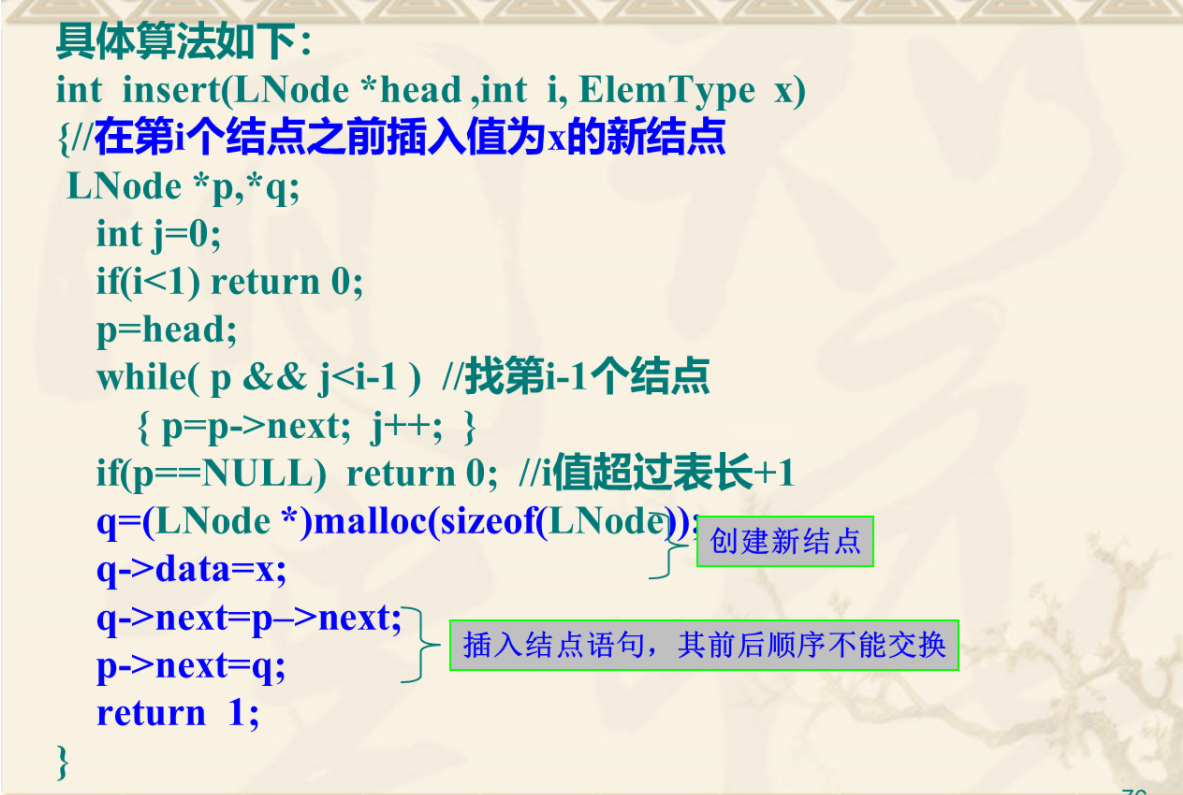 具体算法如下：
int insert(LNode *head ,int i, ElemType x)
{//在第i个结点之前插入值为x的新结点
LNode *p,*q;
int j=0;
if(i<1) return 0;
p=head;
while( p && j<i-1 ) //找第i-1个结点
{ p=p->next; j++; }
if(p==NULL) return 0; //i值超过表长+1
q=(LNode *)malloc(sizeof(LNode));
创建新结点
q->data=x;
q->next=p–>next;
插入结点语句，其前后顺序不能交换
p->next=q;
return 1;
}